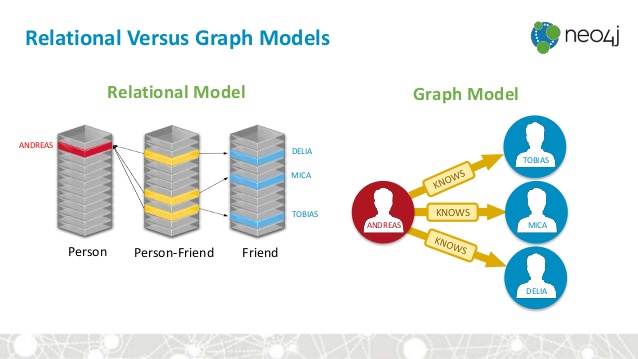 Relational Versus Graph Models
neo4j
Relational Model
Graph Model
ANDREAS
DELIA
MICA
TOBIAS
Person
Person-Friend
Friend
KNOWS
KNOWS
KNOWS
ANDREAS
TOBIAS
MICA
DELIA